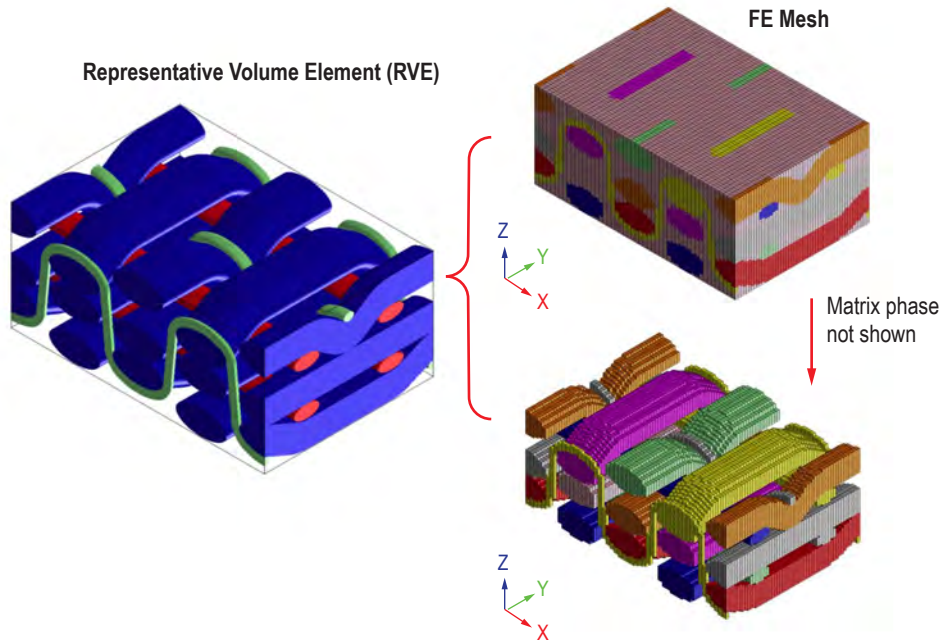 FE Mesh
Representative Volume Element (RVE)
Z
Y
X
Matrix phase
not shown
Z
Y
X